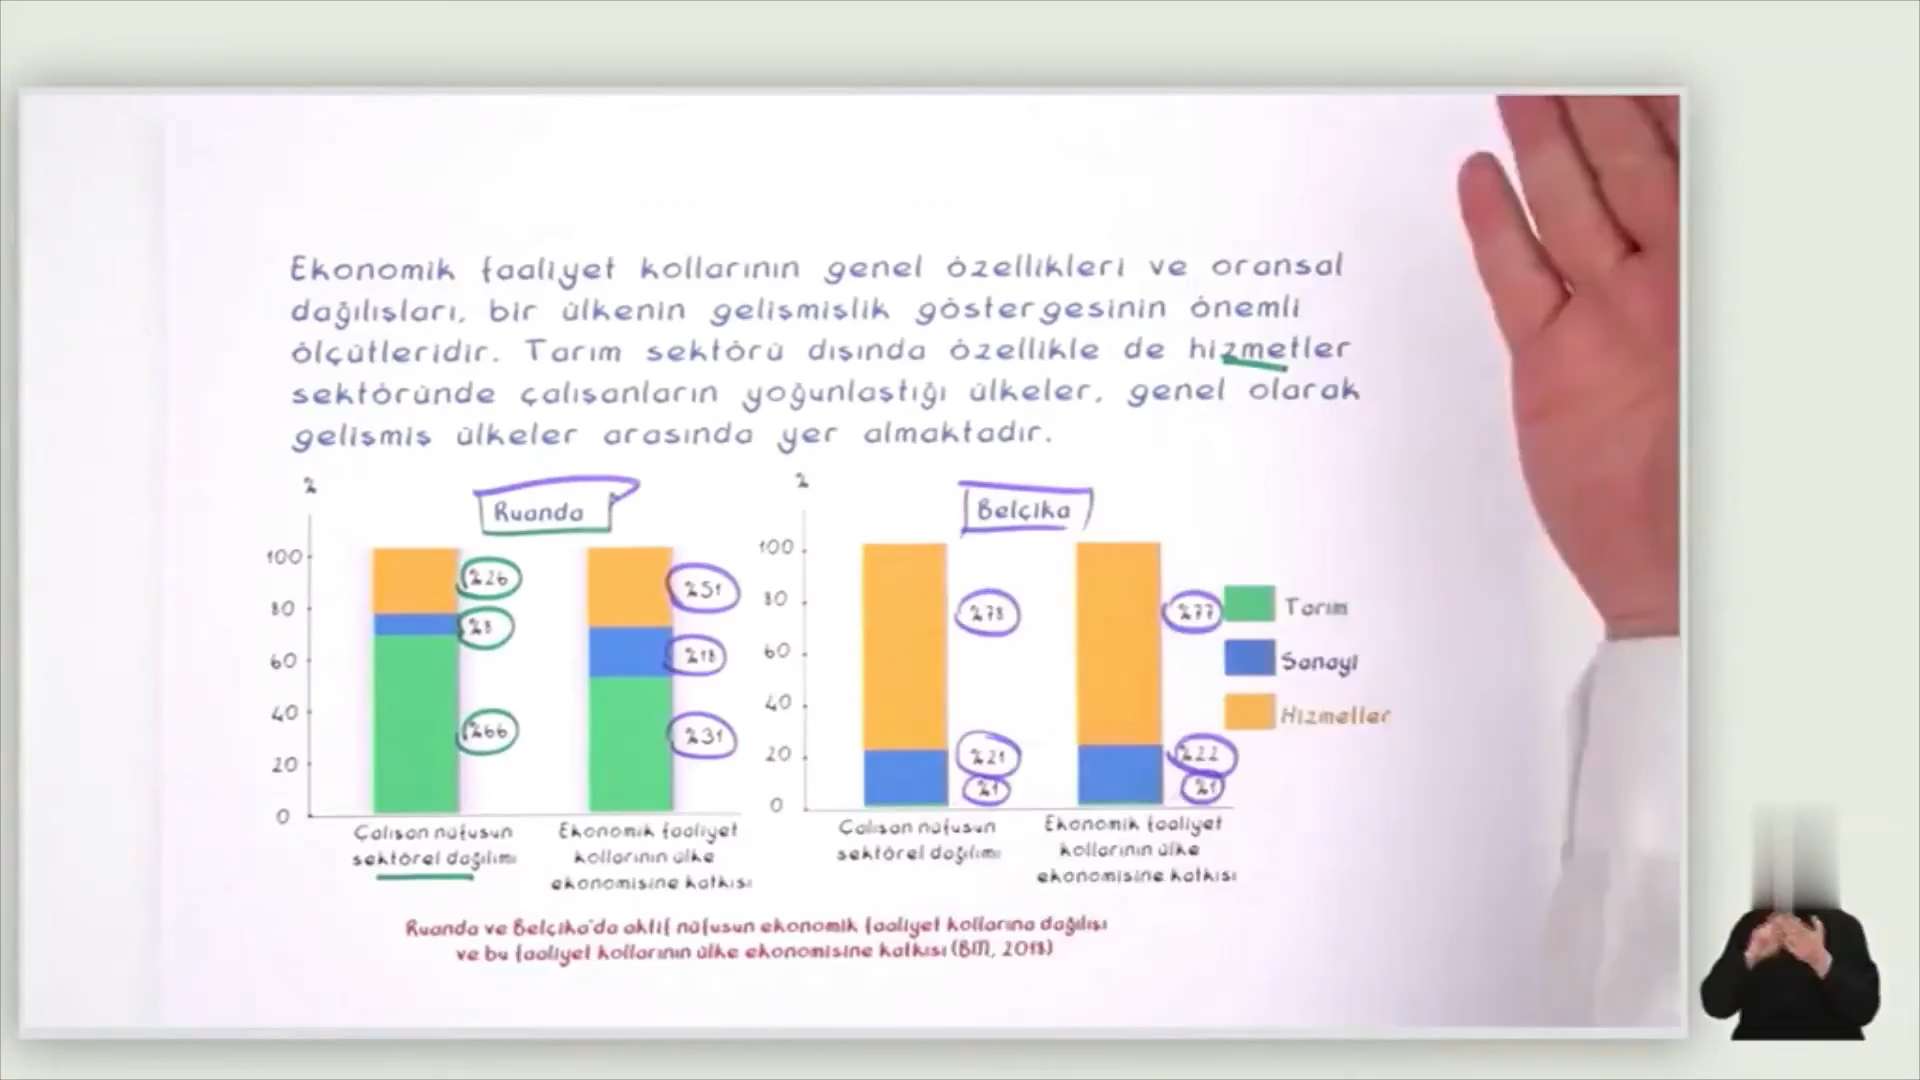 Ekonomik faaliyet kollarının genel özellikleri ve oransal
dağılışları, bir ülkenin gelişmişlik göstergesinin önemli
ölçütleridir. Tarım sektörü dışında özellikle de hizmetler
sektöründe çalışanların yoğunlaştığı ülkeler, genel olarak
gelişmiş ülkeler arasında yer almaktadır.
%
Ruanda
100
80
60
40
20
0
%26
%8
%66
%51
%18
%31
Çalışan nüfusun
sektörel dağılımı
Ekonomik faaliyet
kollarının ülke
ekonomisine katkısı
%
Belçika
100
80
60
40
20
0
%78
%21
%1
%77
%22
%1
Çalışan nüfusun
sektörel dağılımı
Ekonomik faaliyet
kollarının ülke
ekonomisine katkısı
Tarım
Sanayi
Hizmetler
Ruanda ve Belçika'da aktif nüfusun ekonomik faaliyet kollarına dağılışı
ve bu faaliyet kollarının ülke ekonomisine katkısı (BM, 2018)